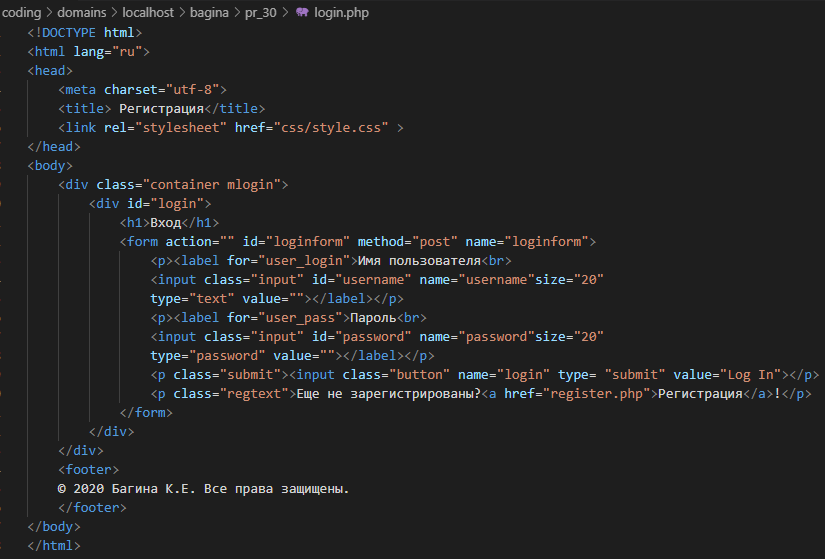 coding > domains > localhost > bagina > pr_30 > login.php
<!DOCTYPE html>
<html lang="ru">
<head>
<meta charset="utf-8">
<title> Регистрация</title>
<link rel="stylesheet" href="css/style.css" >
</head>
<body>
<div class="container mlogin">
<div id="login">
<h1>Вход</h1>
<form action="" id="loginform" method="post" name="loginform">
<p><label for="user_login">Имя пользователя<br>
<input class="input" id="username" name="username"size="20"
type="text" value=""></label></p>
<p><label for="user_pass">Пароль<br>
<input class="input" id="password" name="password"size="20"
type="password" value=""></label></p>
<p class="submit"><input class="button" name="login" type= "submit" value="Log In"></p>
<p class="regtext">Еще не зарегистрированы?<a href="register.php">Регистрация</a>!</p>
</form>
</div>
</div>
<footer>
© 2020 Багина К.Е. Все права защищены.
</footer>
</body>
</html>